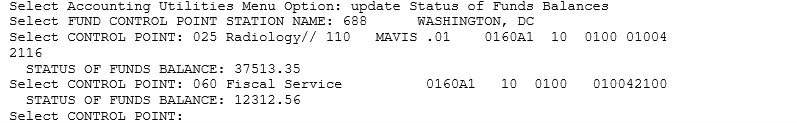 Select Accounting Utilities Menu Option: update Status of Funds Balances
Select FUND CONTROL POINT STATION NAME: 688 WASHINGTON, DC
Select CONTROL POINT: 025 Radiology// 110 MAVIS .01 0160A1 10 0100 01004
2116
STATUS OF FUNDS BALANCE: 37513.35
Select CONTROL POINT: 060 Fiscal Service 0160A1 10 0100 010042100
STATUS OF FUNDS BALANCE: 12312.56
Select CONTROL POINT: